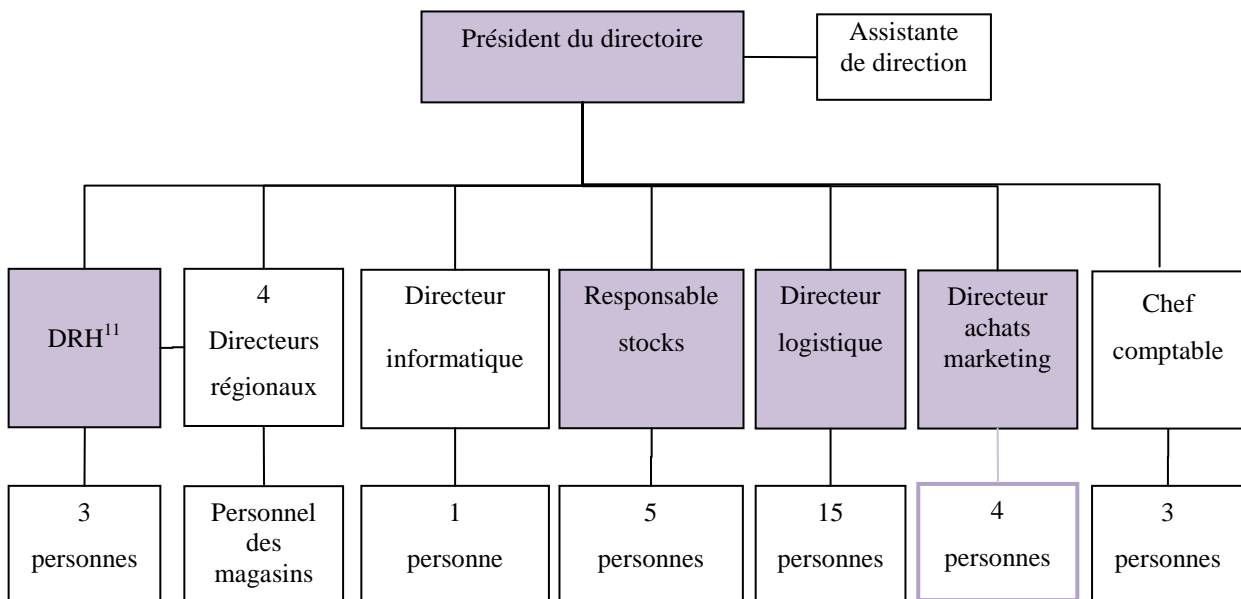 Président du directoire
Assistante
de direction
DRH11
4
Directeurs
régionaux
Directeur
informatique
Responsable
stocks
Directeur
logistique
Directeur
achats
marketing
Chef
comptable
3
personnes
Personnel
des
magasins
1
personne
5
personnes
15
personnes
4
personnes
3
personnes